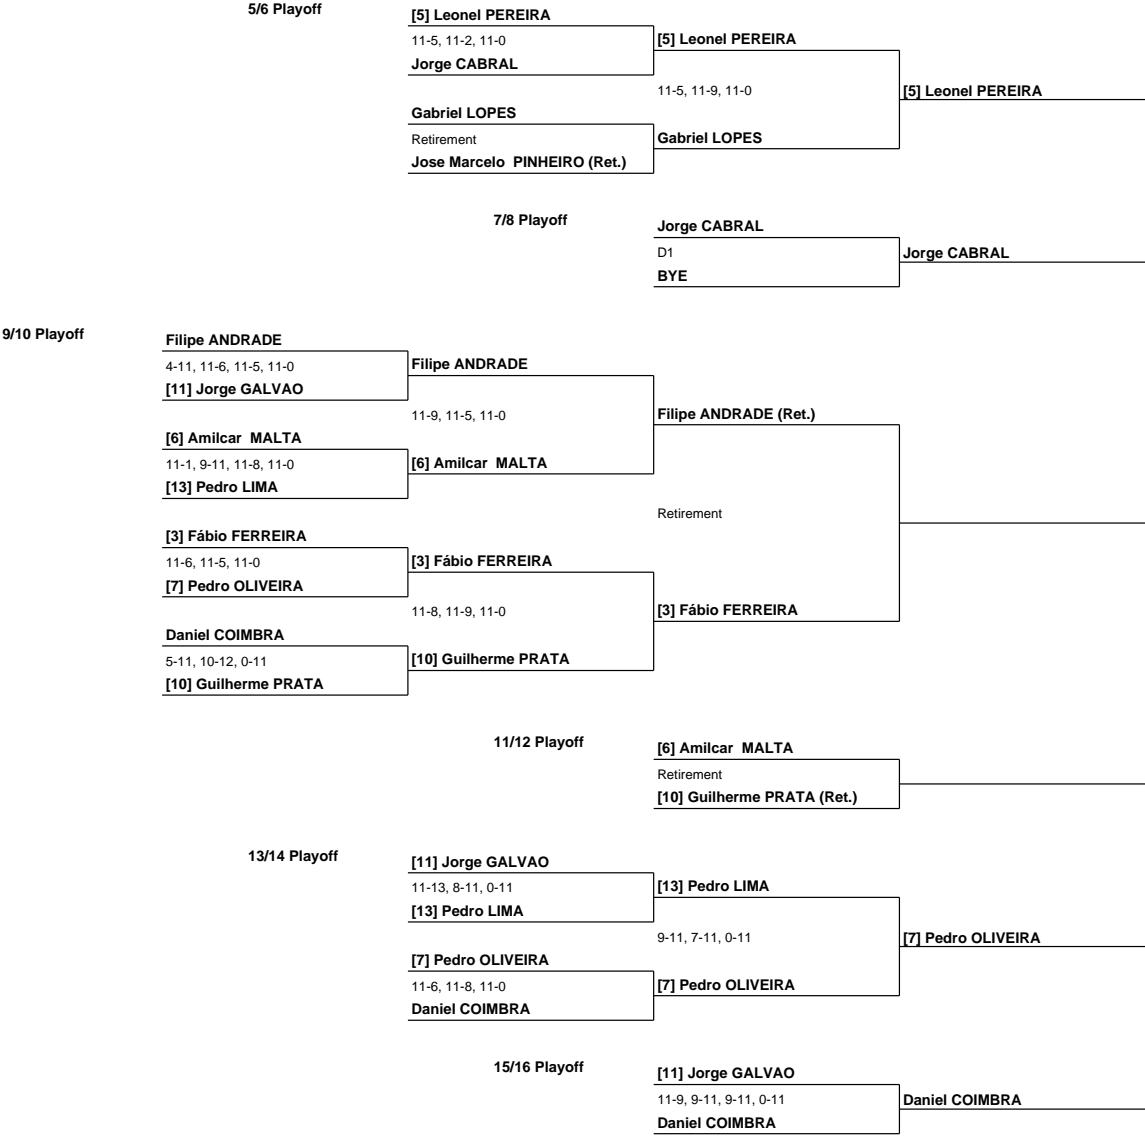 5/6 Playoff
[5] Leonel PEREIRA
11-5, 11-2, 11-0
[5] Leonel PEREIRA
Jorge CABRAL
11-5, 11-9, 11-0
[5] Leonel PEREIRA
Gabriel LOPES
Retirement
Gabriel LOPES
Jose Marcelo PINHEIRO (Ret.)
7/8 Playoff
Jorge CABRAL
D1
Jorge CABRAL
BYE
9/10 Playoff
Filipe ANDRADE
4-11, 11-6, 11-5, 11-0
Filipe ANDRADE
[11] Jorge GALVAO
11-9, 11-5, 11-0
Filipe ANDRADE (Ret.)
[6] Amilcar MALTA
11-1, 9-11, 11-8, 11-0
[6] Amilcar MALTA
[13] Pedro LIMA
Retirement
[3] Fábio FERREIRA
11-6, 11-5, 11-0
[3] Fábio FERREIRA
[7] Pedro OLIVEIRA
11-8, 11-9, 11-0
[3] Fábio FERREIRA
Daniel COIMBRA
5-11, 10-12, 0-11
[10] Guilherme PRATA
[10] Guilherme PRATA
11/12 Playoff
[6] Amilcar MALTA
Retirement
[10] Guilherme PRATA (Ret.)
13/14 Playoff
[11] Jorge GALVAO
11-13, 8-11, 0-11
[13] Pedro LIMA
[13] Pedro LIMA
9-11, 7-11, 0-11
[7] Pedro OLIVEIRA
[7] Pedro OLIVEIRA
11-6, 11-8, 11-0
[7] Pedro OLIVEIRA
Daniel COIMBRA
15/16 Playoff
[11] Jorge GALVAO
11-9, 9-11, 9-11, 0-11
Daniel COIMBRA
Daniel COIMBRA